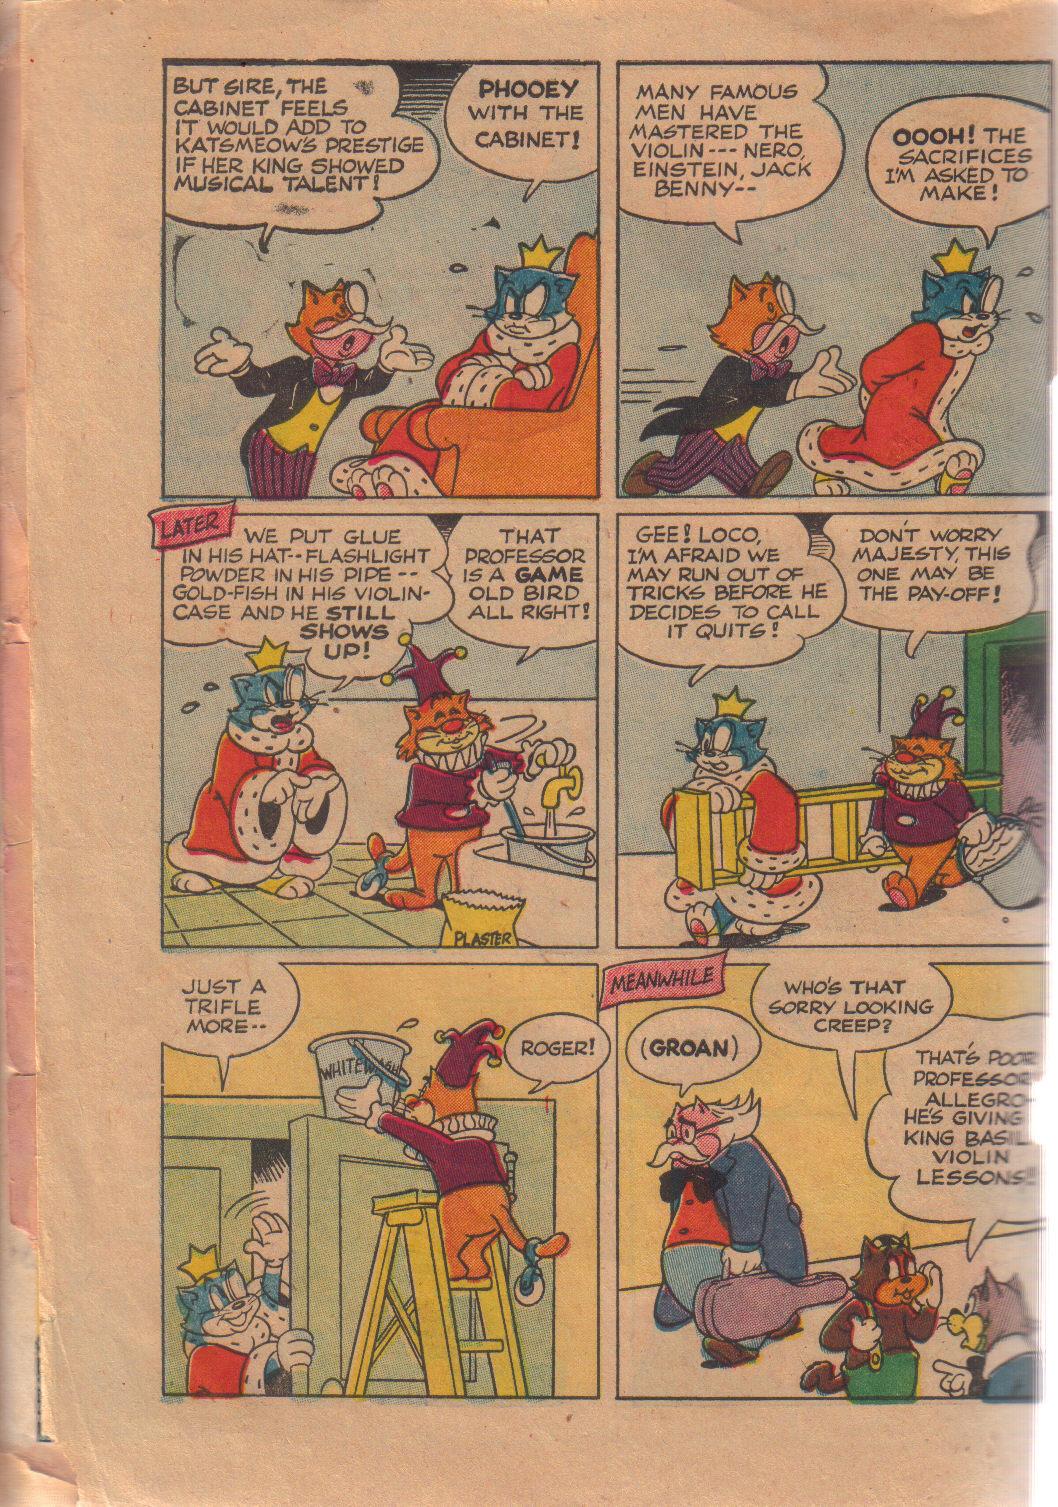 BUT SIRE, THE
CABINET FEELS
IT WOULD ADD TO
KATSMEOW'S PRESTIGE
IF HER KING SHOWED
MUSICAL TALENT!
PHOOEY
WITH THE
CABINET!
MANY FAMOUS
MEN HAVE
MASTERED THE
VIOLIN --- NERO,
EINSTEIN, JACK
BENNY--
OOOH! THE
SACRIFICES
I'M ASKED TO
MAKE!
LATER
WE PUT GLUE
IN HIS HAT--FLASHLIGHT
POWDER IN HIS PIPE --
GOLD-FISH IN HIS VIOLIN-
CASE AND HE STILL
SHOWS
UP!
THAT
PROFESSOR
IS A GAME
OLD BIRD
ALL RIGHT!
PLASTER
GEE! LOCO,
I'M AFRAID WE
MAY RUN OUT OF
TRICKS BEFORE HE
DECIDES TO CALL
IT QUITS!
DON'T WORRY
MAJESTY, THIS
ONE MAY BE
THE PAY-OFF!
JUST A
TRIFLE
MORE--
WHITEWASH
ROGER!
MEANWHILE
(GROAN)
WHO'S THAT
SORRY LOOKING
CREEP?
THAT'S POOR
PROFESSOR
ALLEGRO-
HE'S GIVING
KING BASIL
VIOLIN
LESSONS!!